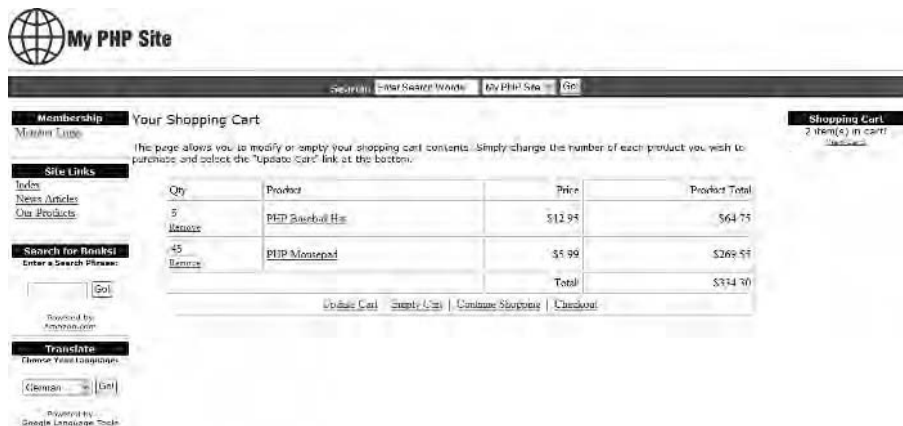 My PHP Site
Search Enter Search Words My PHP Site Go!
Membership
Member Login
Site Links
Index
News Articles
Our Products
Search for Books!
Enter a Search Phrase:
Go!
Powered by
Amazon.com
Translate
Choose Your Language:
German Go!
Powered by
Google Language Tools
Your Shopping Cart
The page allows you to modify or empty your shopping cart contents. Simply change the number of each product you wish to
purchase and select the "Update Cart" link at the bottom.
Qty Product Price Product Total
5 PHP Baseball Hat $12.95 $64.75
Remove
45 PHP Mousepad $5.99 $269.55
Remove
Total $334.30
Update Cart Empty Cart | Continue Shopping | Checkout
Shopping Cart
2 item(s) in cart!
View Cart